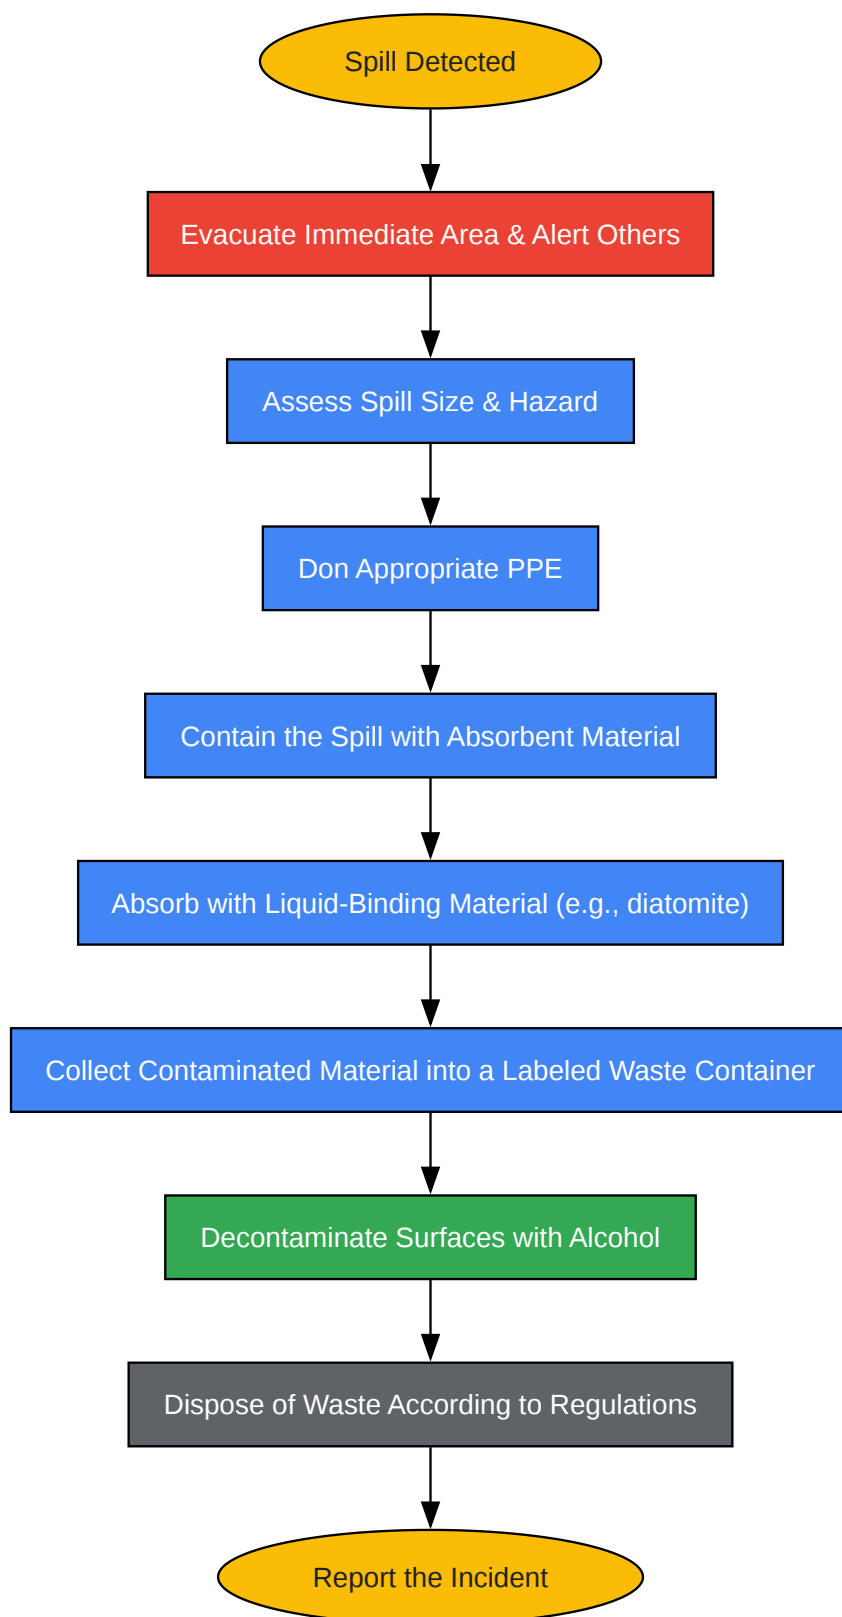 Spill Detected
Evacuate Immediate Area & Alert Others
Assess Spill Size & Hazard
Don Appropriate PPE
Contain the Spill with Absorbent Material
Absorb with Liquid-Binding Material (e.g., diatomite)
Collect Contaminated Material into a Labeled Waste Container
Decontaminate Surfaces with Alcohol
Dispose of Waste According to Regulations
Report the Incident